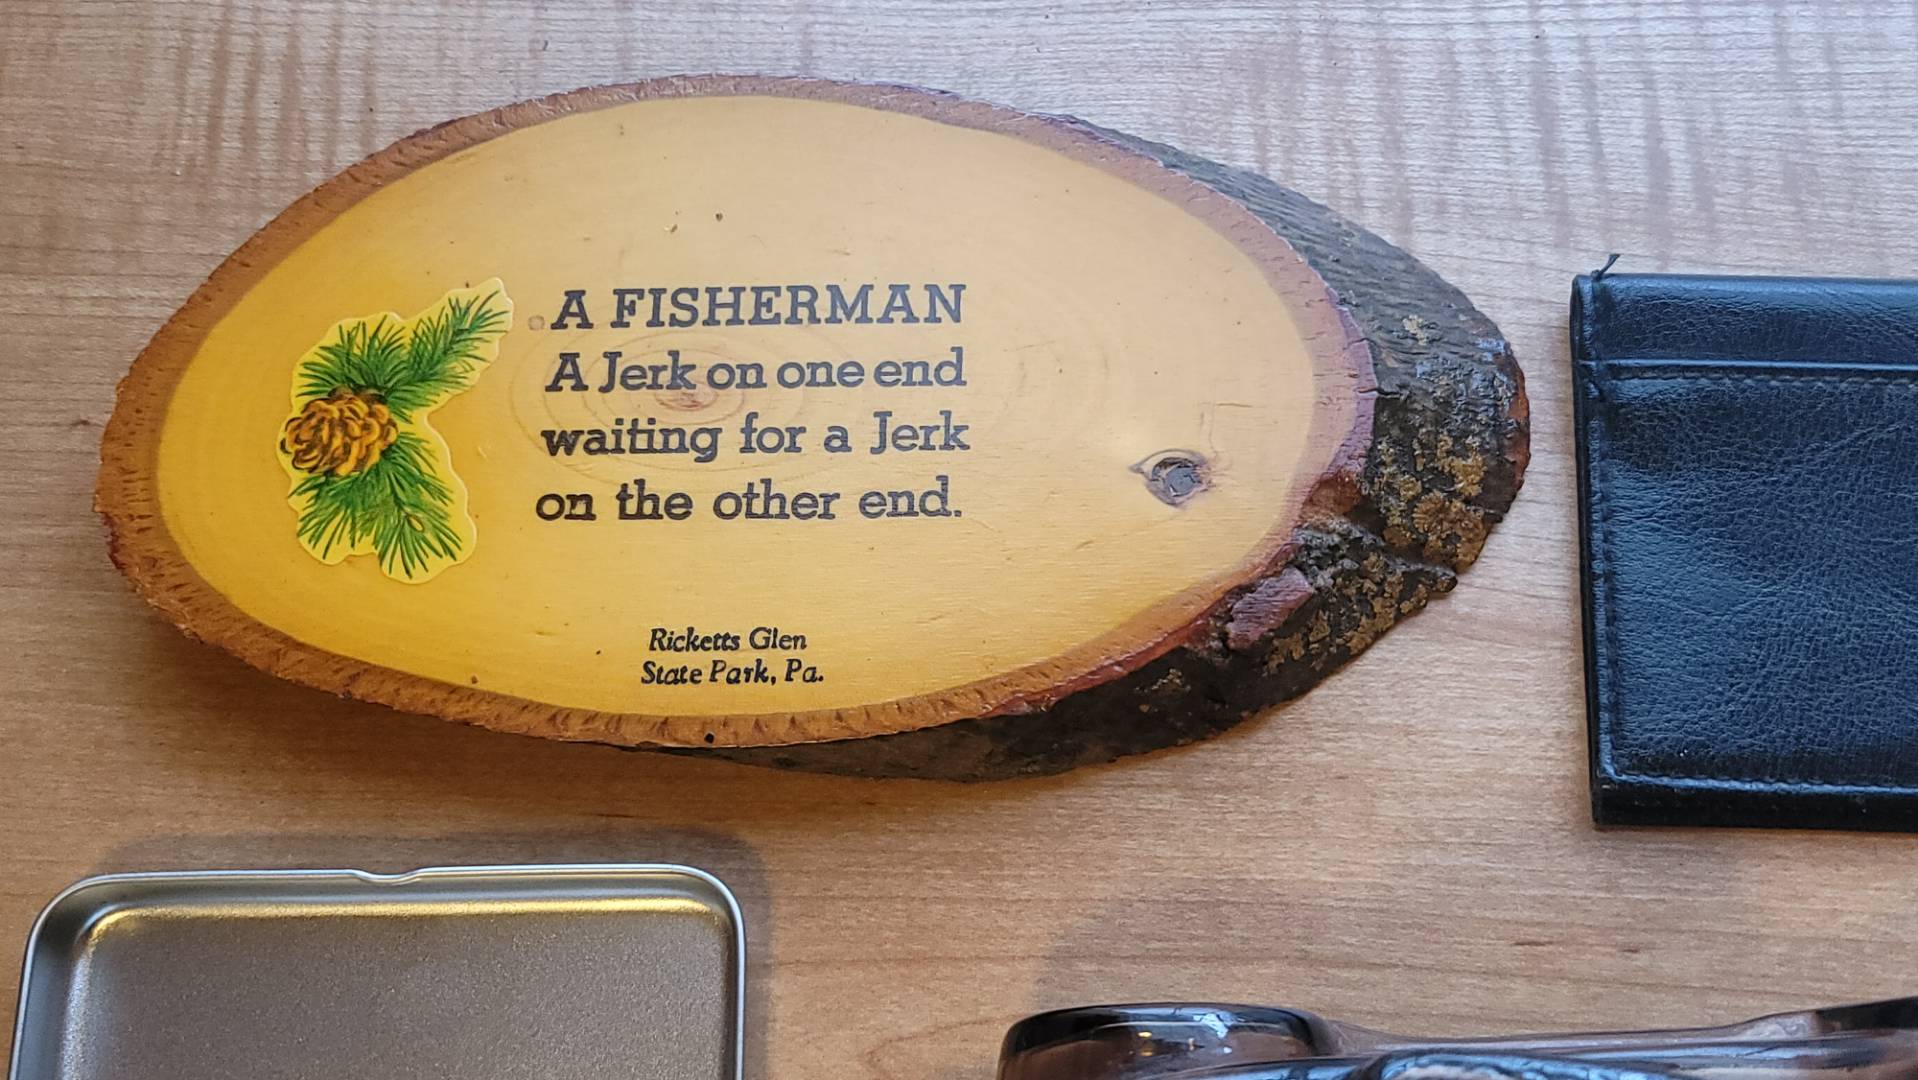 A FISHERMAN
A Jerk on one end
waiting for a Jerk
on the other end.
Ricketts Glen
State Park, Pa.